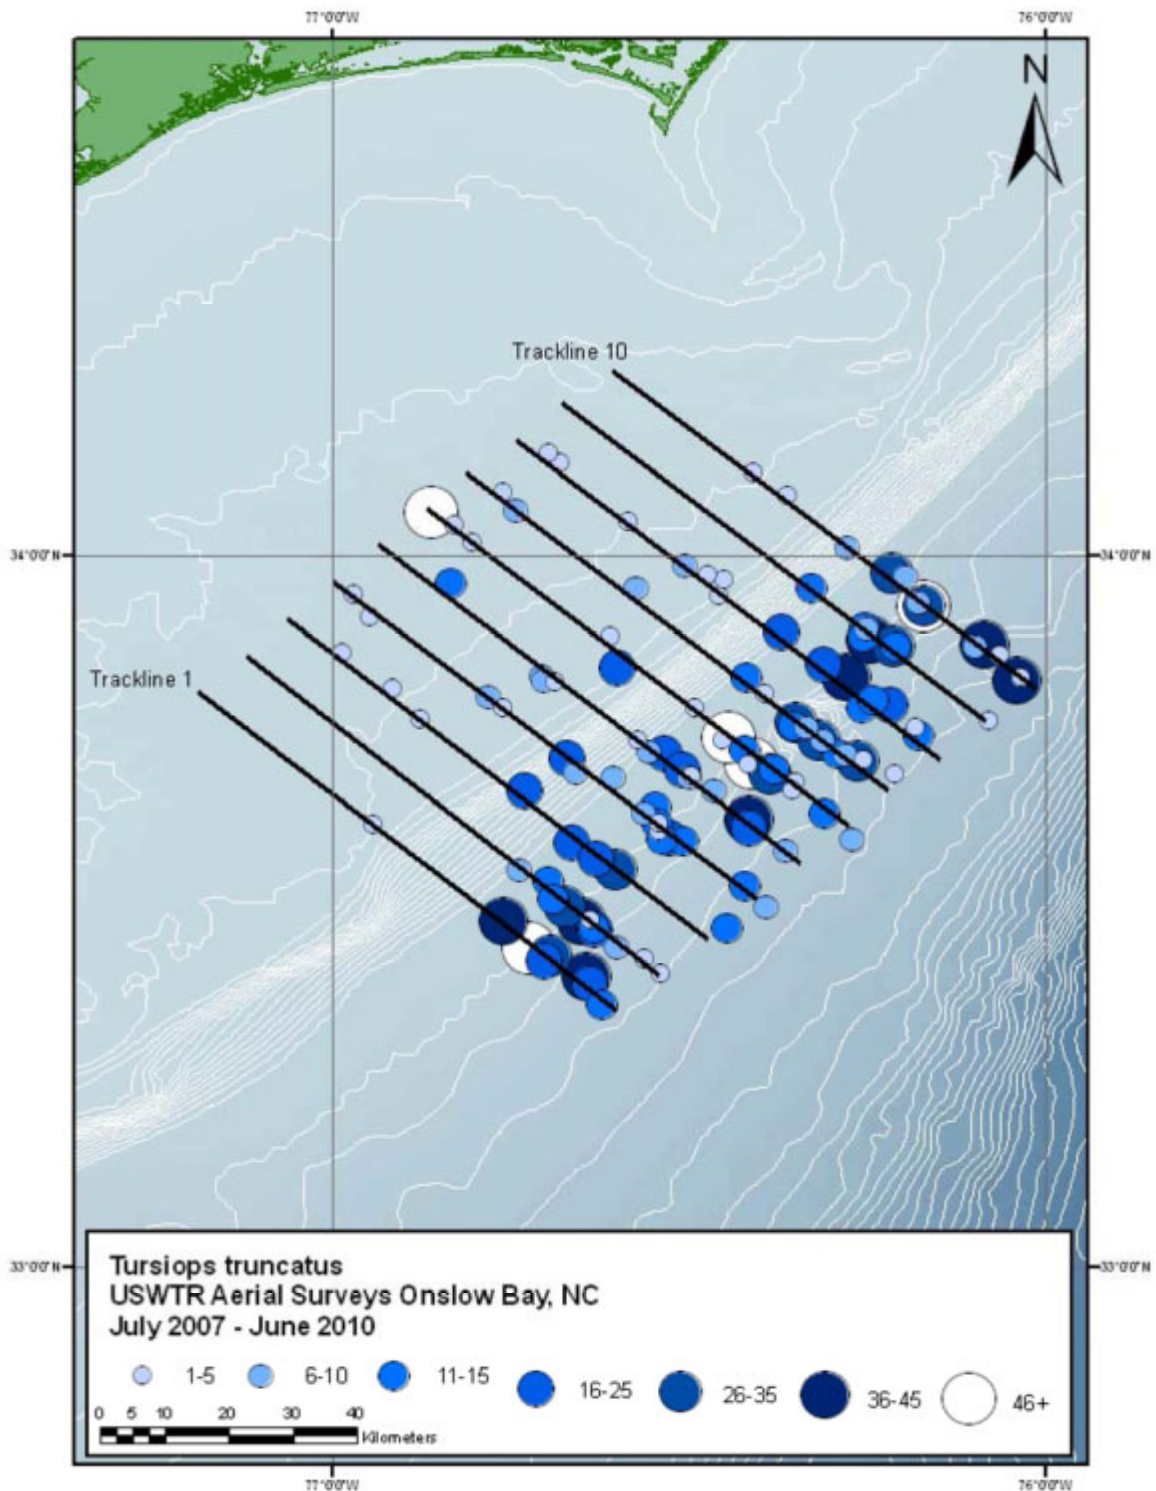 77°0'0"W 76°0'0"W
N
Trackline 10
34°0'0"N 34°0'0"N
Trackline 1
33°0'0"N 33°0'0"N
Tursiops truncatus
USWTR Aerial Surveys Onslow Bay, NC
July 2007 - June 2010
1-5 6-10 11-15 16-25 26-35 36-45 46+
0 5 10 20 30 40
Kilometers
77°0'0"W 76°0'0"W